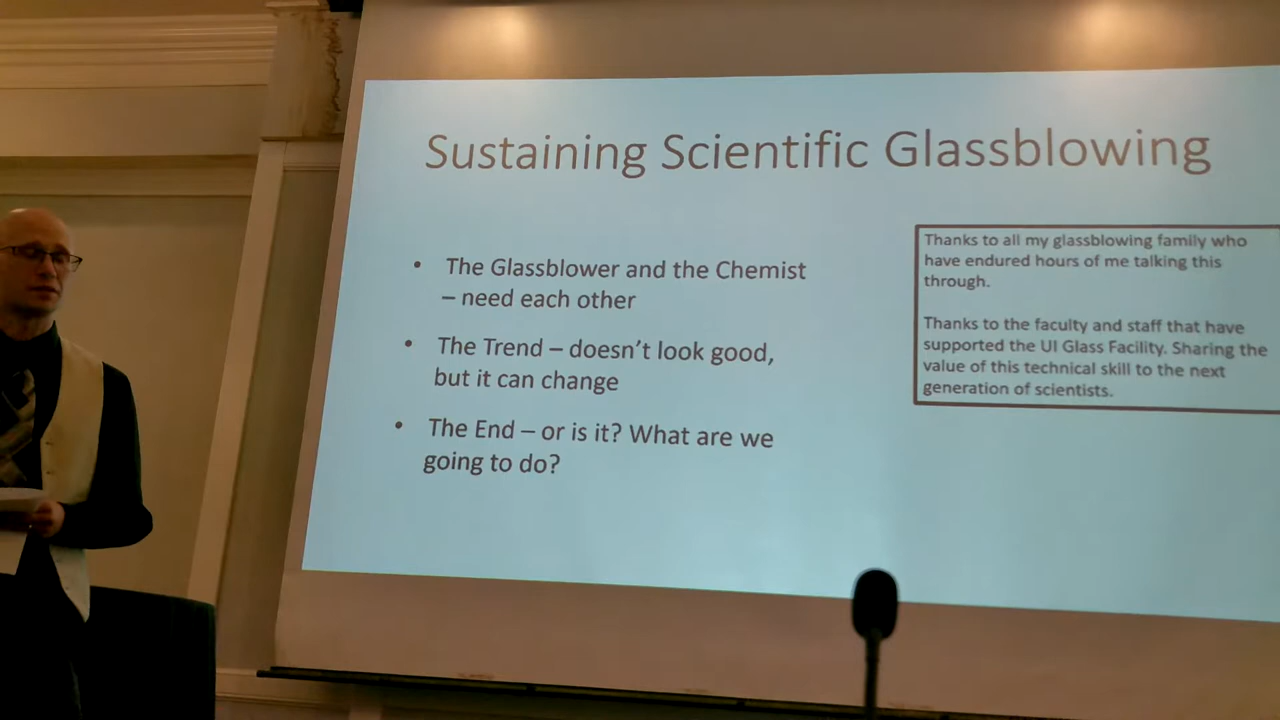 Sustaining Scientific Glassblowing
• The Glassblower and the Chemist
– need each other
• The Trend – doesn't look good,
but it can change
• The End – or is it? What are we
going to do?
Thanks to all my glassblowing family who
have endured hours of me talking this
through.
Thanks to the faculty and staff that have
supported the UI Glass Facility. Sharing the
value of this technical skill to the next
generation of scientists.